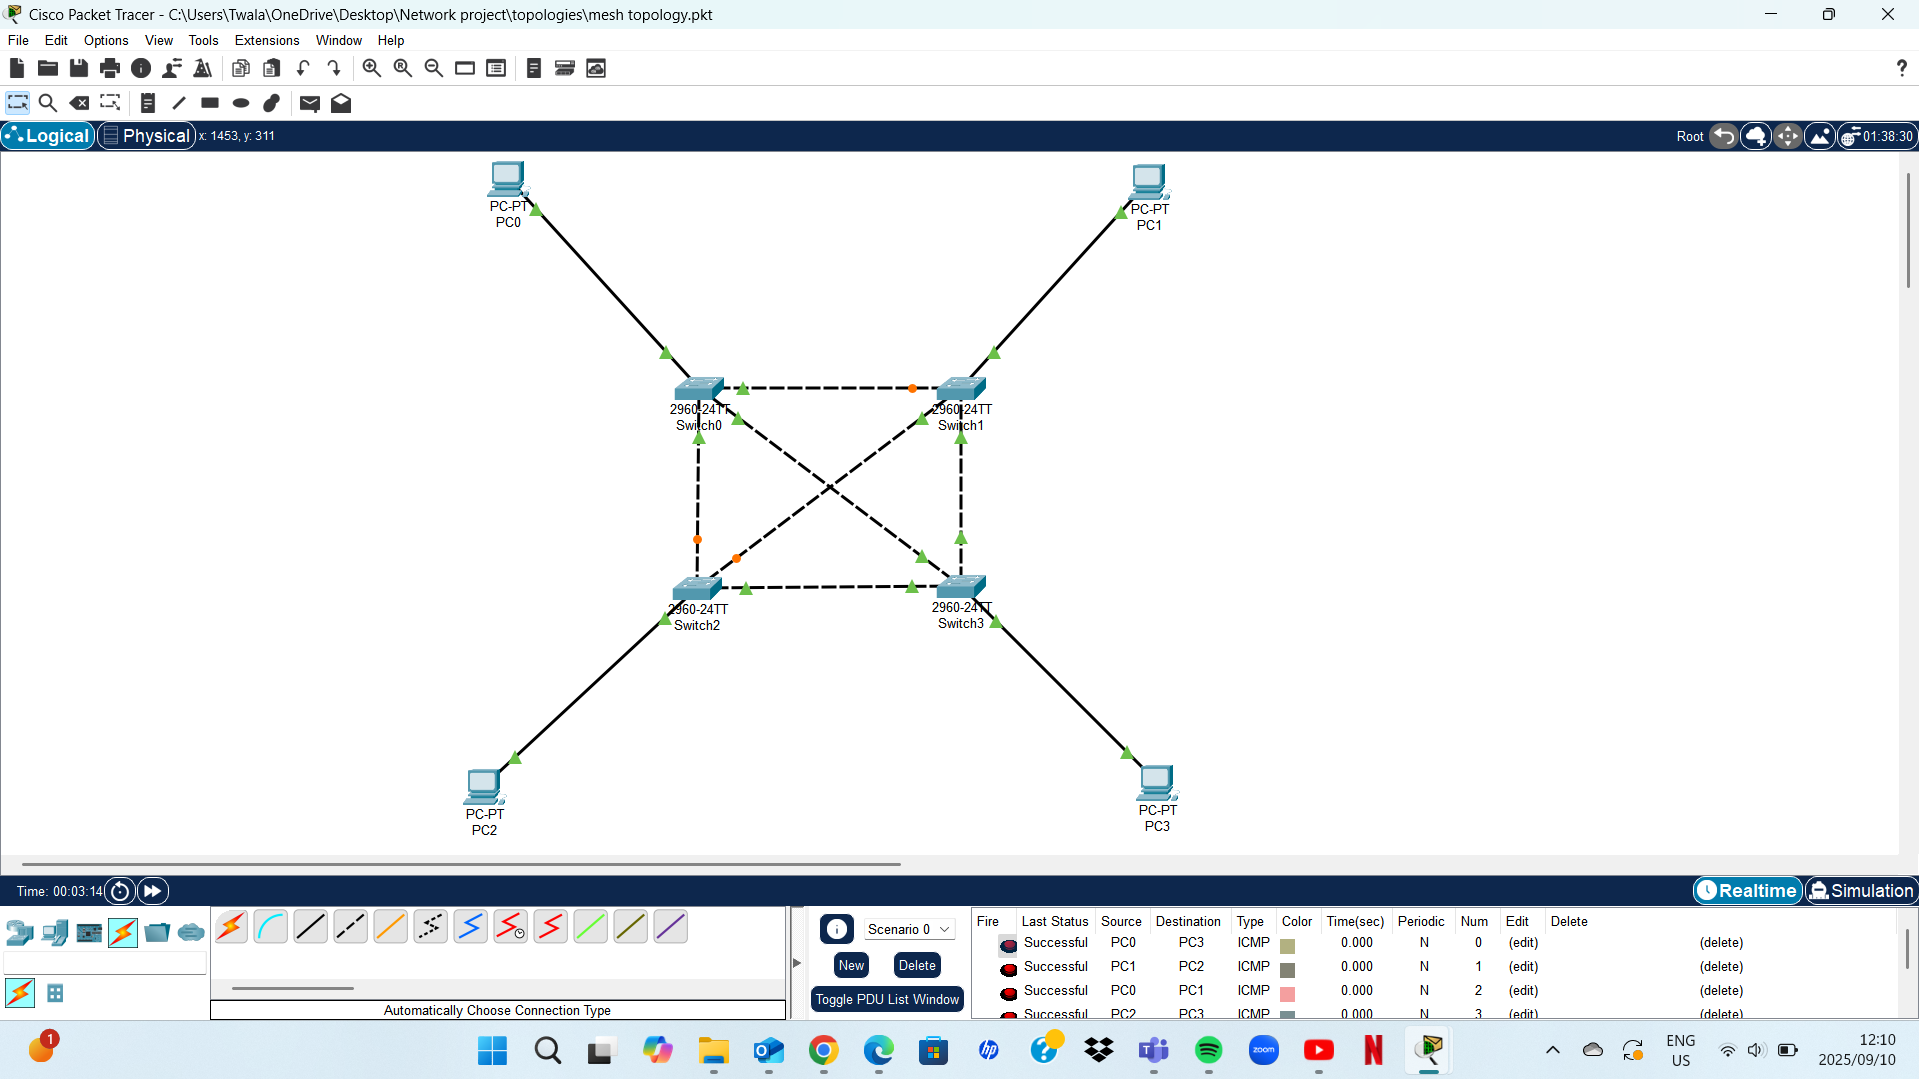 Cisco Packet Tracer - C:\Users\Twala\OneDrive\Desktop\Network project\topologies\mesh topology.pkt
File Edit Options View Tools Extensions Window Help
Logical Physical x: 1453, y: 311 Root 01:38:30
PC-PT
PC0
PC-PT
PC1
2960-24TT
Switch0
2960-24TT
Switch1
2960-24TT
Switch2
2960-24TT
Switch3
PC-PT
PC2
PC-PT
PC3
Time: 00:03:14 Realtime Simulation
Scenario 0
New Delete
Toggle PDU List Window
Automatically Choose Connection Type
Fire Last Status Source Destination Type Color Time(sec) Periodic Num Edit Delete
Successful PC0 PC3 ICMP 0.000 N 0 (edit) (delete)
Successful PC1 PC2 ICMP 0.000 N 1 (edit) (delete)
Successful PC0 PC1 ICMP 0.000 N 2 (edit) (delete)
Successful PC2 PC3 ICMP 0.000 N 3 (edit) (delete)
1
hp
zoom
ENG
US
12:10
2025/09/10